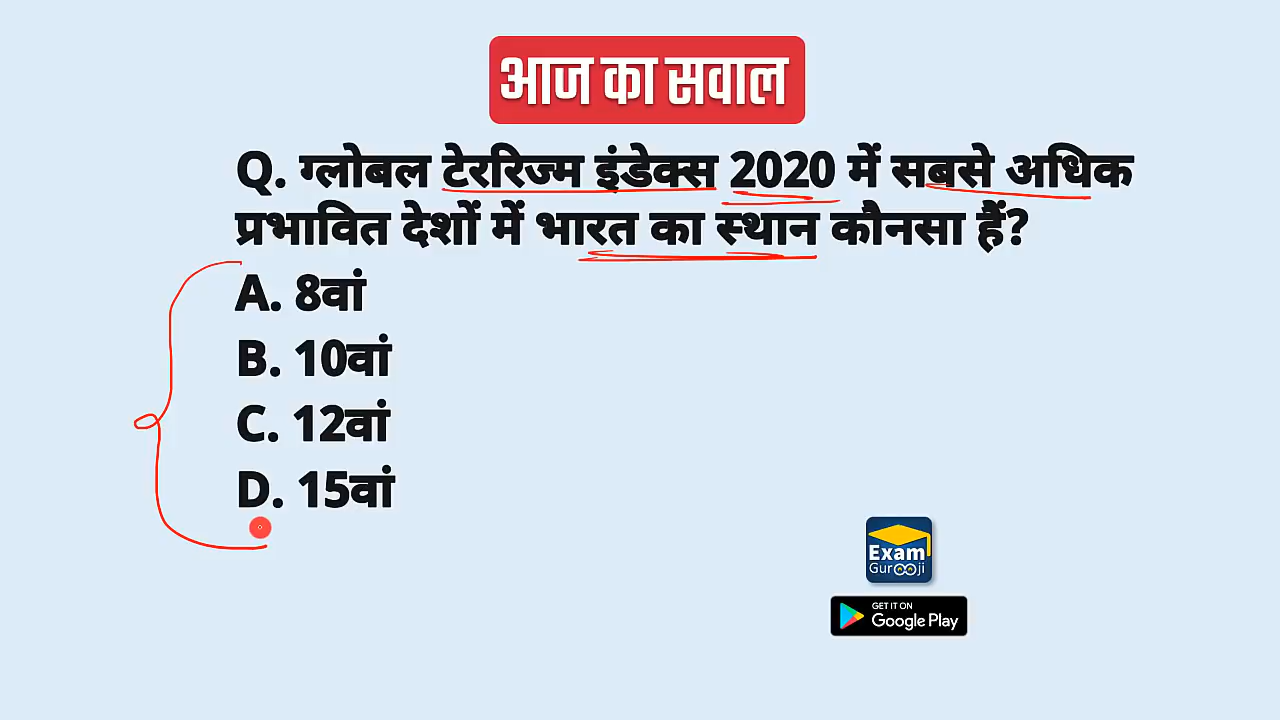 आज का सवाल
Q. ग्लोबल टेररिज्म इंडेक्स 2020 में सबसे अधिक
प्रभावित देशों में भारत का स्थान कौनसा हैं?
A. 8वां
B. 10वां
C. 12वां
D. 15वां
Exam
Gurooji
GET IT ON
Google Play